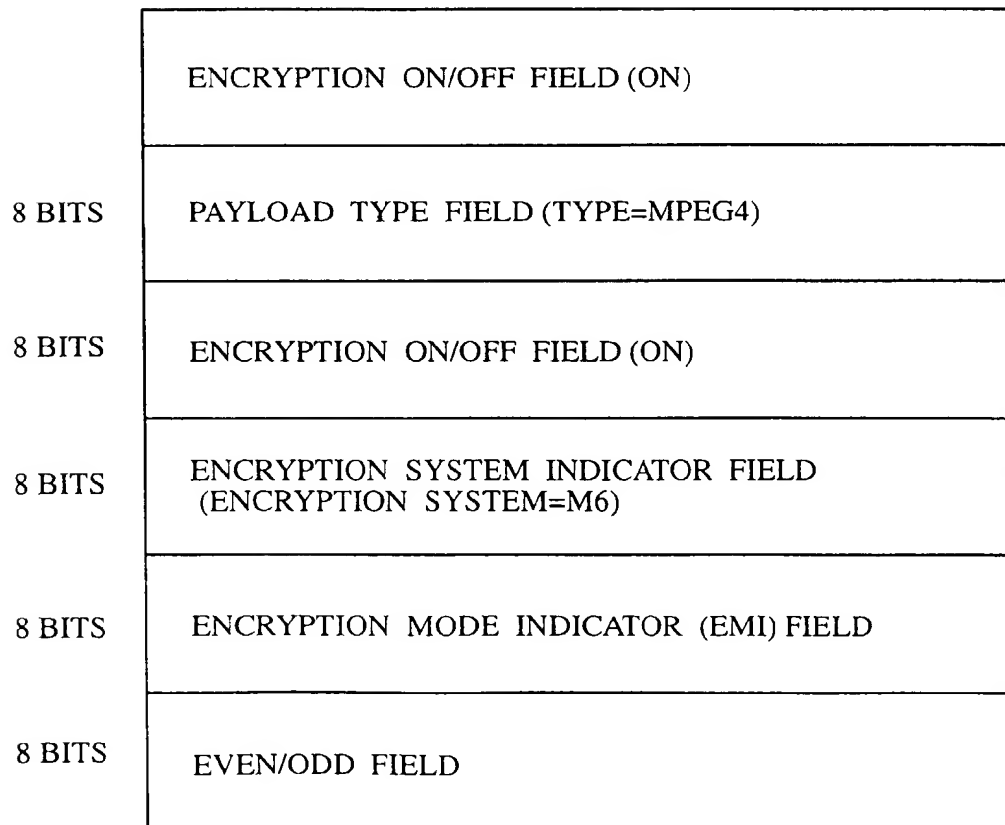 ENCRYPTION ON/OFF FIELD (ON)
8 BITS PAYLOAD TYPE FIELD (TYPE=MPEG4)
8 BITS ENCRYPTION ON/OFF FIELD (ON)
8 BITS ENCRYPTION SYSTEM INDICATOR FIELD
(ENCRYPTION SYSTEM=M6)
8 BITS ENCRYPTION MODE INDICATOR (EMI) FIELD
8 BITS EVEN/ODD FIELD